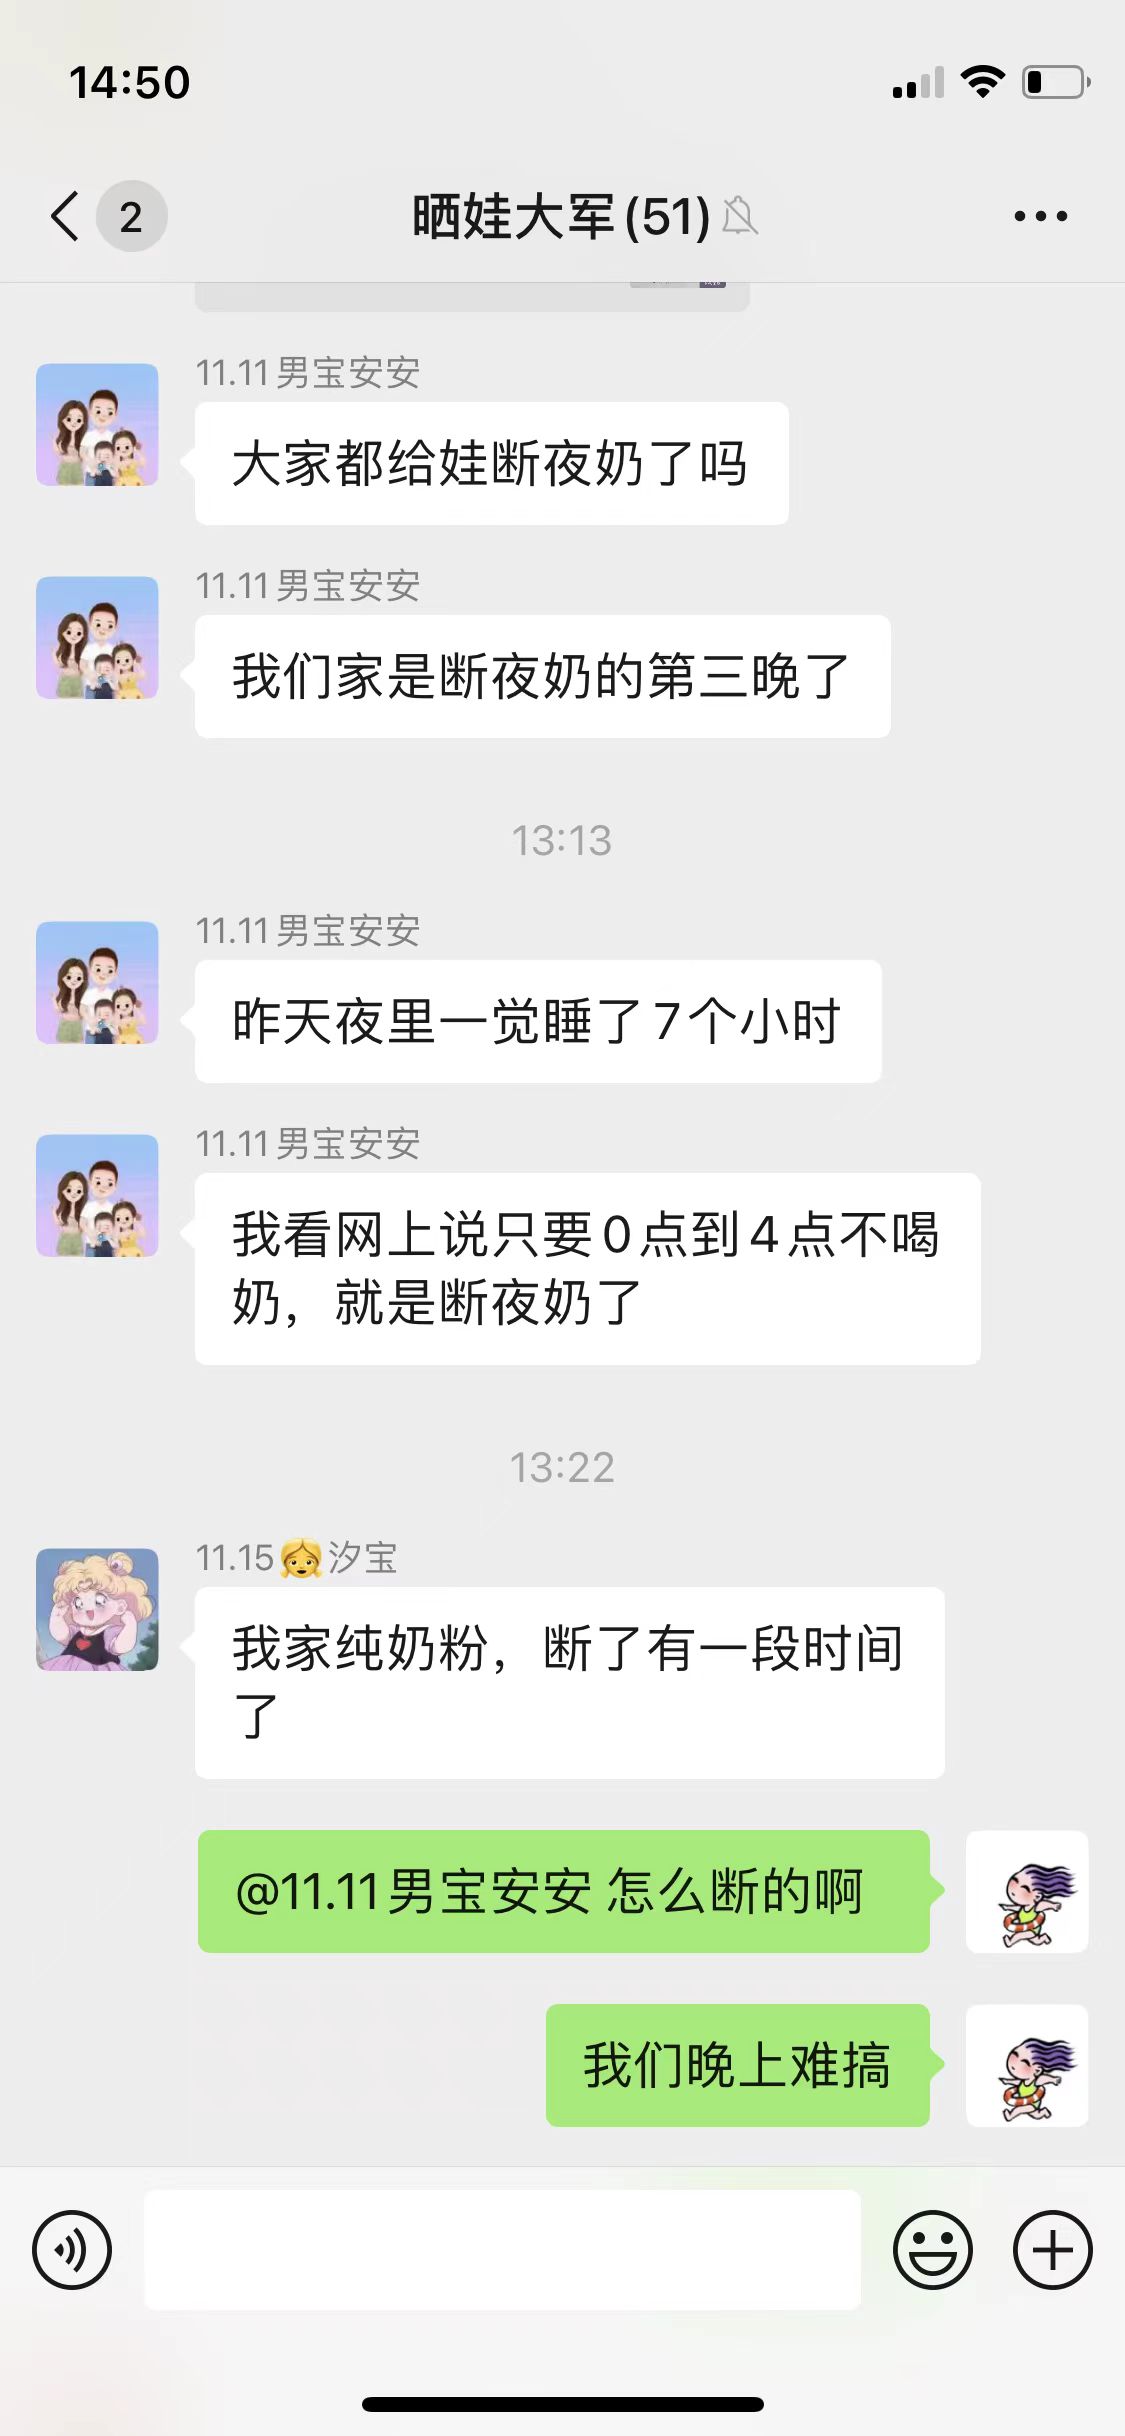 14:50
2
晒娃大军(51)
11.11男宝安安
大家都给娃断夜奶了吗
11.11男宝安安
我们家是断夜奶的第三晚了
13:13
11.11男宝安安
昨天夜里一觉睡了7个小时
11.11男宝安安
我看网上说只要0点到4点不喝
奶，就是断夜奶了
13:22
11.15👧汐宝
我家纯奶粉，断了有一段时间
了
@11.11男宝安安 怎么断的啊
我们晚上难搞